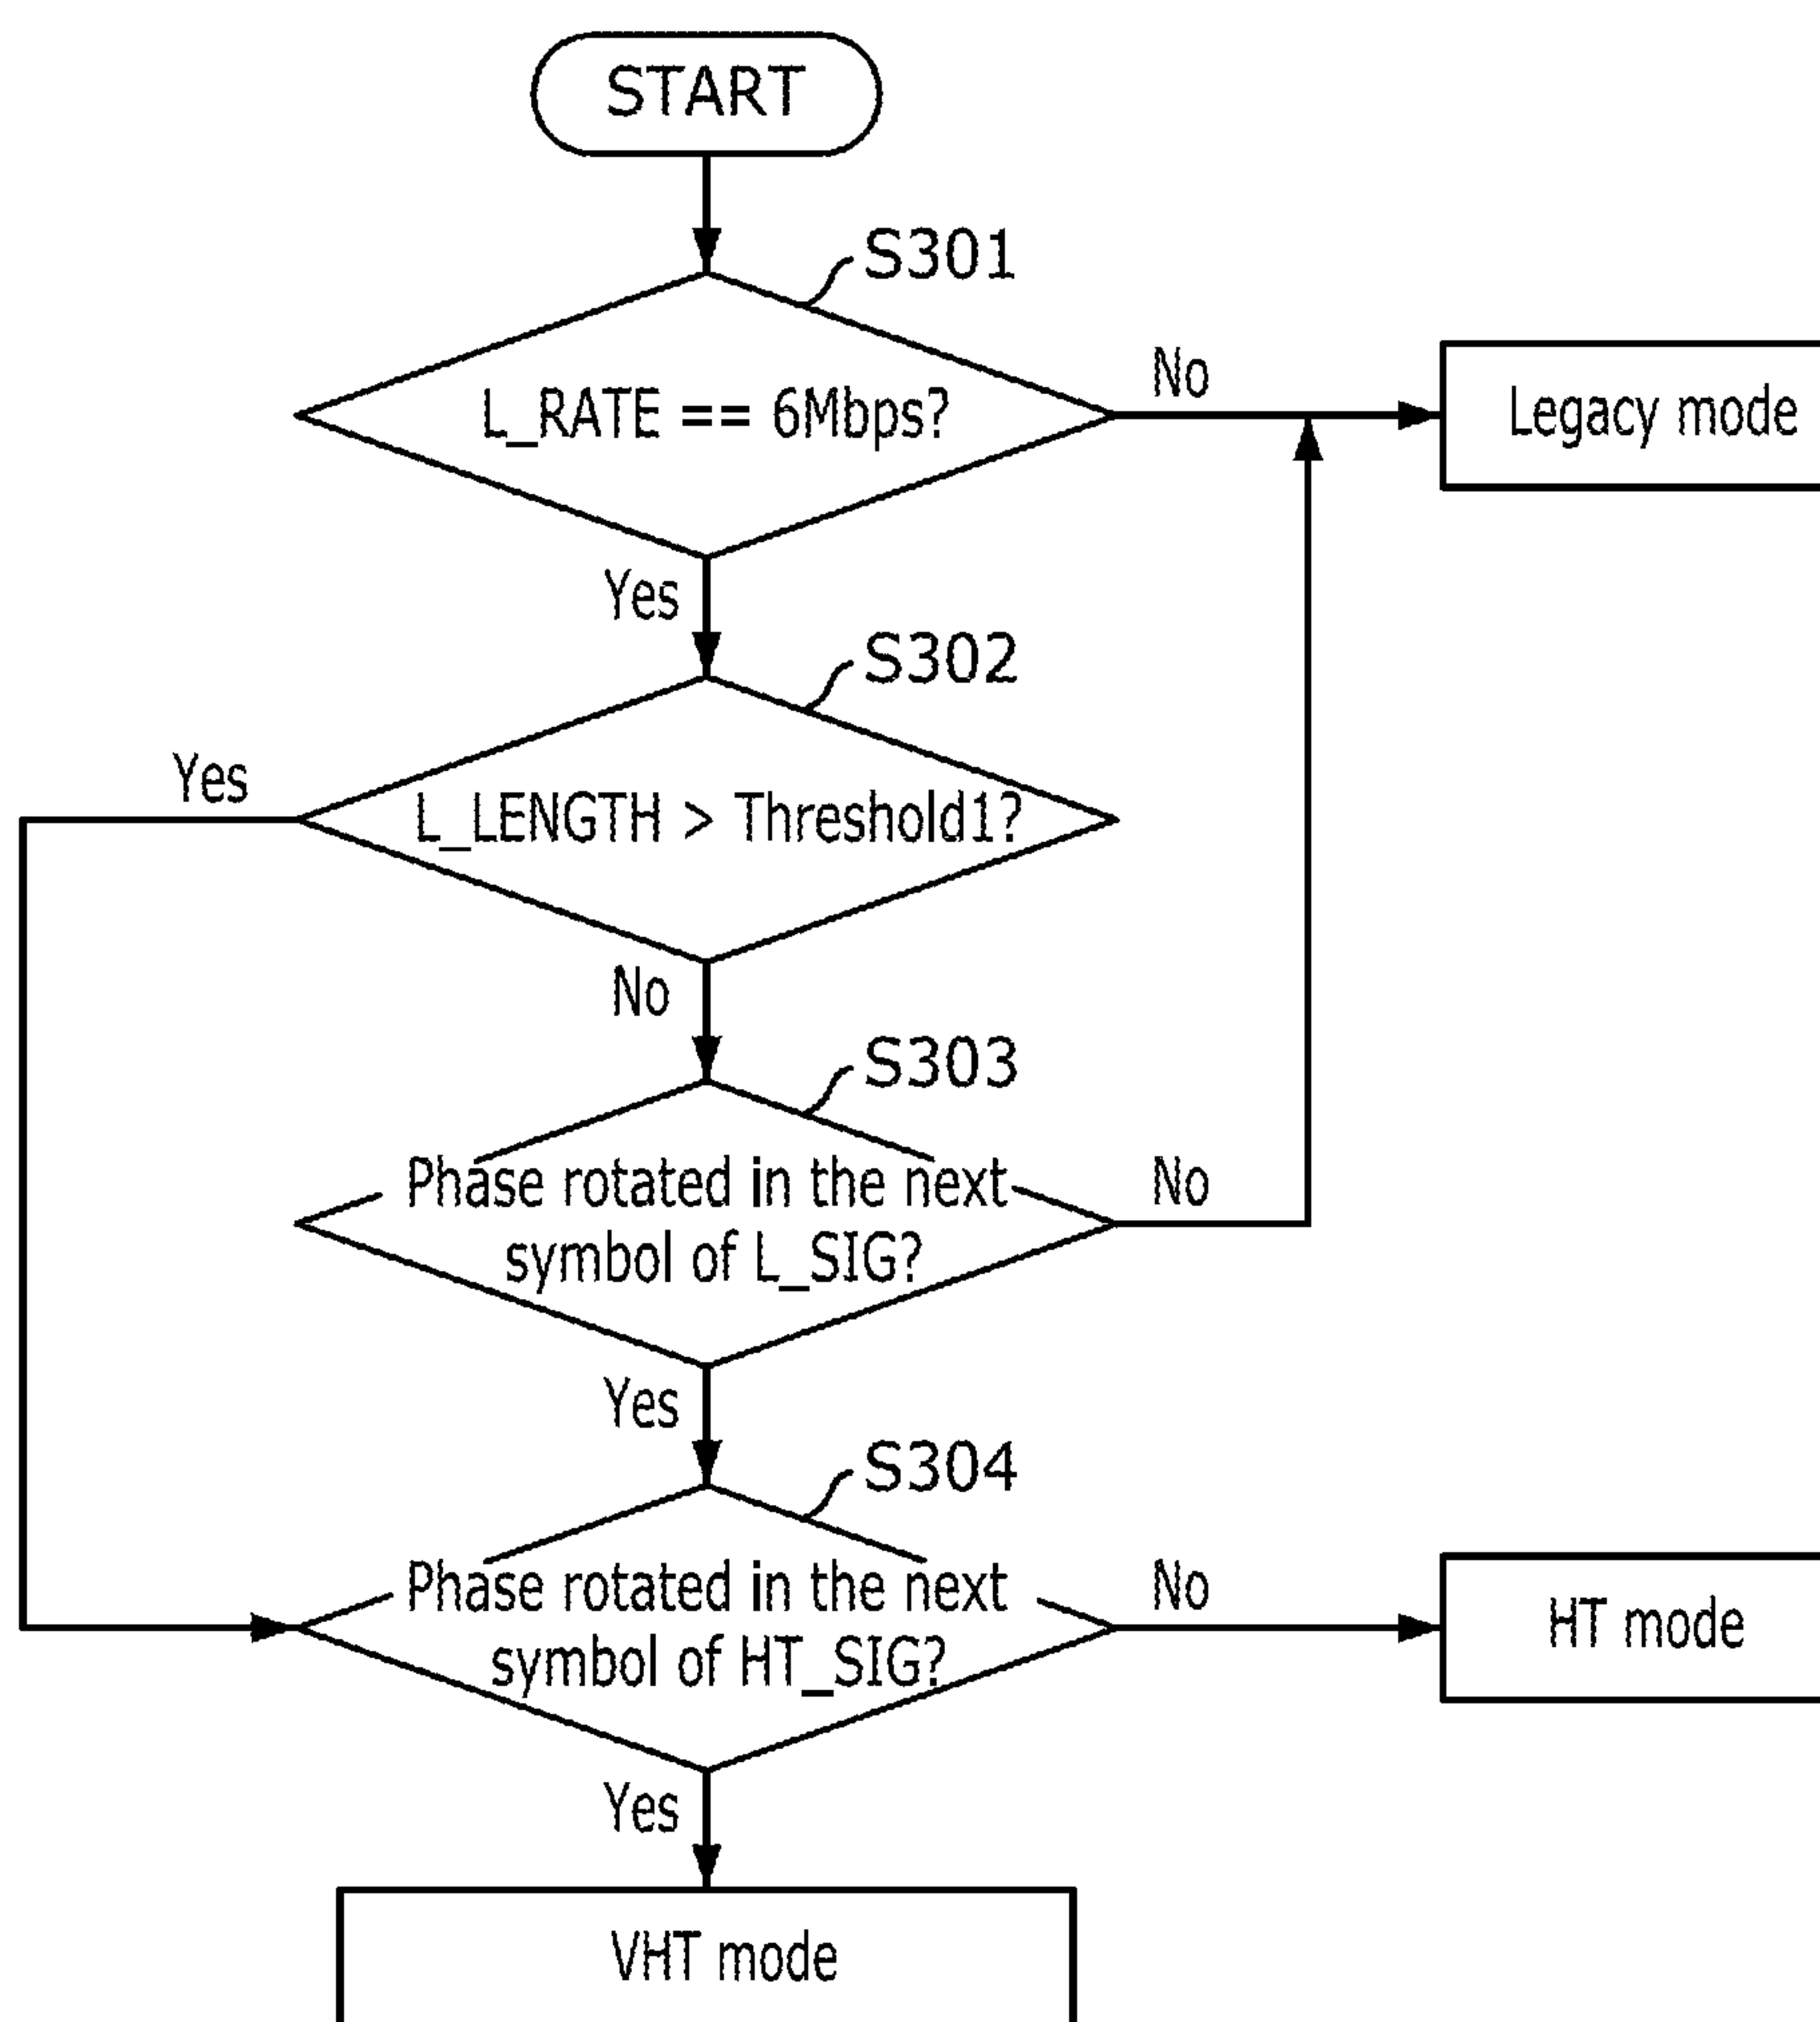 START
S301
L_RATE == 6Mbps?
No
Legacy mode
Yes
S302
Yes
L_LENGTH > Threshold1?
No
S303
Phase rotated in the next
symbol of L_SIG?
No
Yes
S304
Phase rotated in the next
symbol of HT_SIG?
No
HT mode
Yes
VHT mode